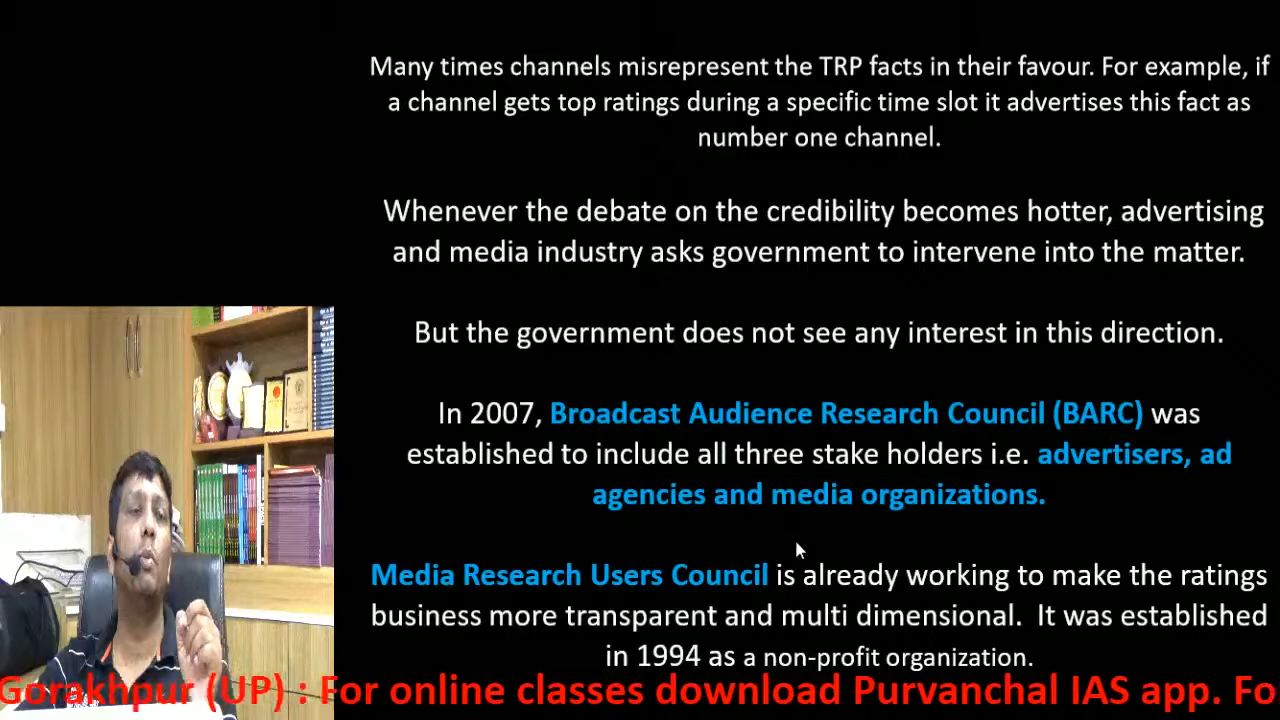 Many times channels misrepresent the TRP facts in their favour. For example, if
a channel gets top ratings during a specific time slot it advertises this fact as
number one channel.
Whenever the debate on the credibility becomes hotter, advertising
and media industry asks government to intervene into the matter.
But the government does not see any interest in this direction.
In 2007, Broadcast Audience Research Council (BARC) was
established to include all three stake holders i.e. advertisers, ad
agencies and media organizations.
Media Research Users Council is already working to make the ratings
business more transparent and multi dimensional. It was established
in 1994 as a non-profit organization.
Gorakhpur (UP) : For online classes download Purvanchal IAS app. Fo